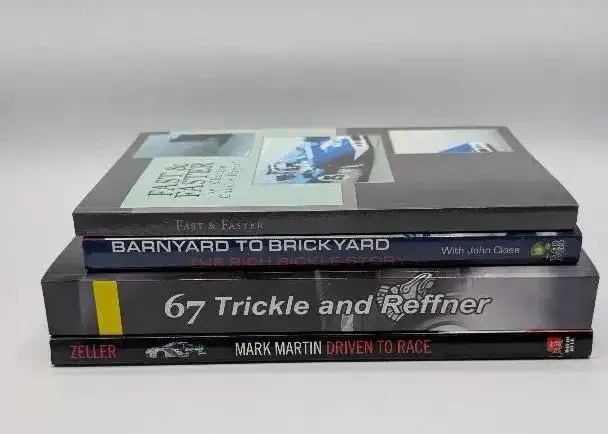 FAST &
FASTER
FAST & FASTER
BARNYARD TO BRICKYARD
THE RICH BICKLE STORY
With John Close
67 Trickle and Reffner
ZELLER
MARK MARTIN DRIVEN TO RACE